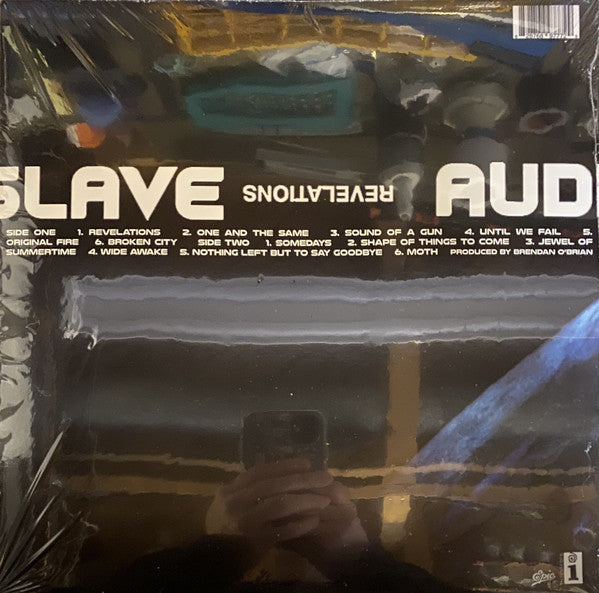 SLAVE REVELATIONS AUD
SIDE ONE 1. REVELATIONS 2. ONE AND THE SAME 3. SOUND OF A GUN 4. UNTIL WE FAIL 5.
ORIGINAL FIRE 6. BROKEN CITY SIDE TWO 1. SOMEDAYS 2. SHAPE OF THINGS TO COME 3. JEWEL OF
SUMMERTIME 4. WIDE AWAKE 5. NOTHING LEFT BUT TO SAY GOODBYE 6. MOTH PRODUCED BY BRENDAN O'BRIAN
Epic
i